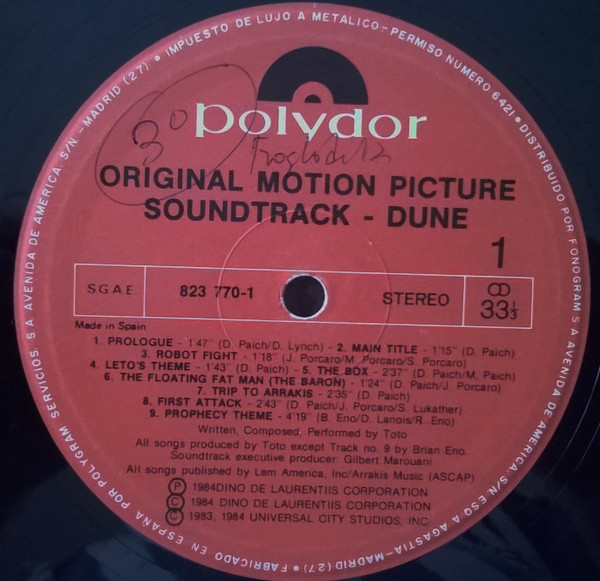 polydor
3º
ORIGINAL MOTION PICTURE
SOUNDTRACK - DUNE
1
SGAE
823 770-1
STEREO
33⅓
Made in Spain
1. PROLOGUE - 1'47" (D. Paich/D. Lynch) - 2. MAIN TITLE - 1'15" (D. Paich)
3. ROBOT FIGHT - 1'18" (J. Porcaro/M. Porcaro/S. Porcaro)
4. LETO'S THEME - 1'43" (D. Paich) - 5. THE BOX - 2'37" (D. Paich/M. Paich)
6. THE FLOATING FAT MAN (THE BARON) - 1'24" (D. Paich/J. Porcaro)
7. TRIP TO ARRAKIS - 2'35" (D. Paich)
8. FIRST ATTACK - 2'43" (D. Paich/J. Porcaro/S. Lukather)
9. PROPHECY THEME - 4'19" (B. Eno/D. Lanois/R. Eno)
Written, Composed, Performed by Toto
All songs produced by Toto except Track no. 9 by Brian Eno.
Soundtrack executive producer: Gilbert Marouani
All songs published by Lem America, Inc/Arrakis Music (ASCAP)
Ⓟ 1984DINO DE LAURENTIIS CORPORATION
© 1984 DINO DE LAURENTIIS CORPORATION
© 1983, 1984 UNIVERSAL CITY STUDIOS, INC.
• FABRICADO EN ESPAÑA POR POLYGRAM SERVICIOS, S A AVENIDA DE AMERICA, S/N - MADRID (27) • IMPUESTO DE LUJO A METALICO - PERMISO NUMERO 6421 • DISTRIBUIDO POR FONOGRAM S A AVENIDA DE AMERICA, S/N ESQ A AGASTIA-MADRID (27)